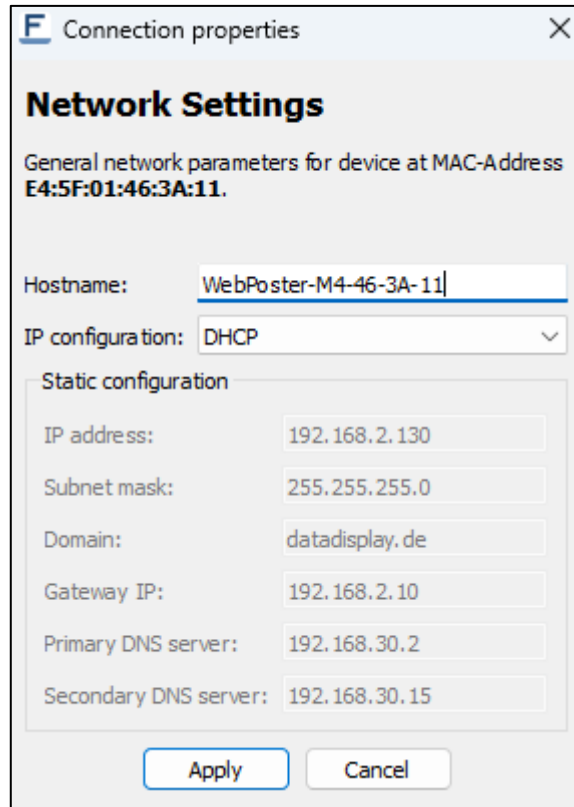 F Connection properties
Network Settings
General network parameters for device at MAC-Address
E4:5F:01:46:3A:11.
Hostname: WebPoster-M4-46-3A-11
IP configuration: DHCP
Static configuration
IP address: 192.168.2.130
Subnet mask: 255.255.255.0
Domain: datadisplay.de
Gateway IP: 192.168.2.10
Primary DNS server: 192.168.30.2
Secondary DNS server: 192.168.30.15
Apply Cancel